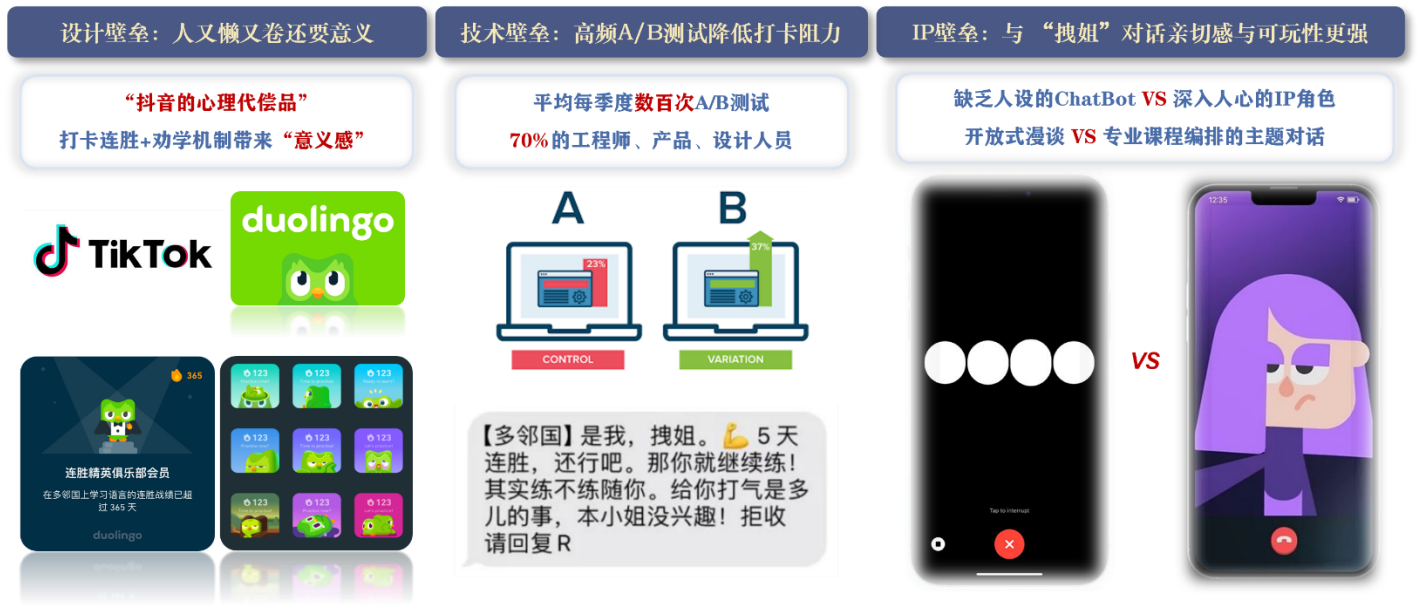 设计壁垒：人又懒又卷还要意义
“抖音的心理代偿品”
打卡连胜+劝学机制带来“意义感”
TikTok
duolingo
365
连胜精英俱乐部会员
在多邻国上学习语言的连胜战绩已超
过 365 天
duolingo
123
123
123
123
123
123
123
123
123
技术壁垒：高频A/B测试降低打卡阻力
平均每季度数百次A/B测试
70%的工程师、产品、设计人员
A
B
23%
37%
CONTROL
VARIATION
【多邻国】是我，拽姐。💪 5 天
连胜，还行吧。那你就继续练！
其实练不练随你。给你打气是多
儿的事，本小姐没兴趣！拒收
请回复R
IP壁垒：与 “拽姐”对话亲切感与可玩性更强
缺乏人设的ChatBot VS 深入人心的IP角色
开放式漫谈 VS 专业课程编排的主题对话
Tap to interrupt
VS
12:35